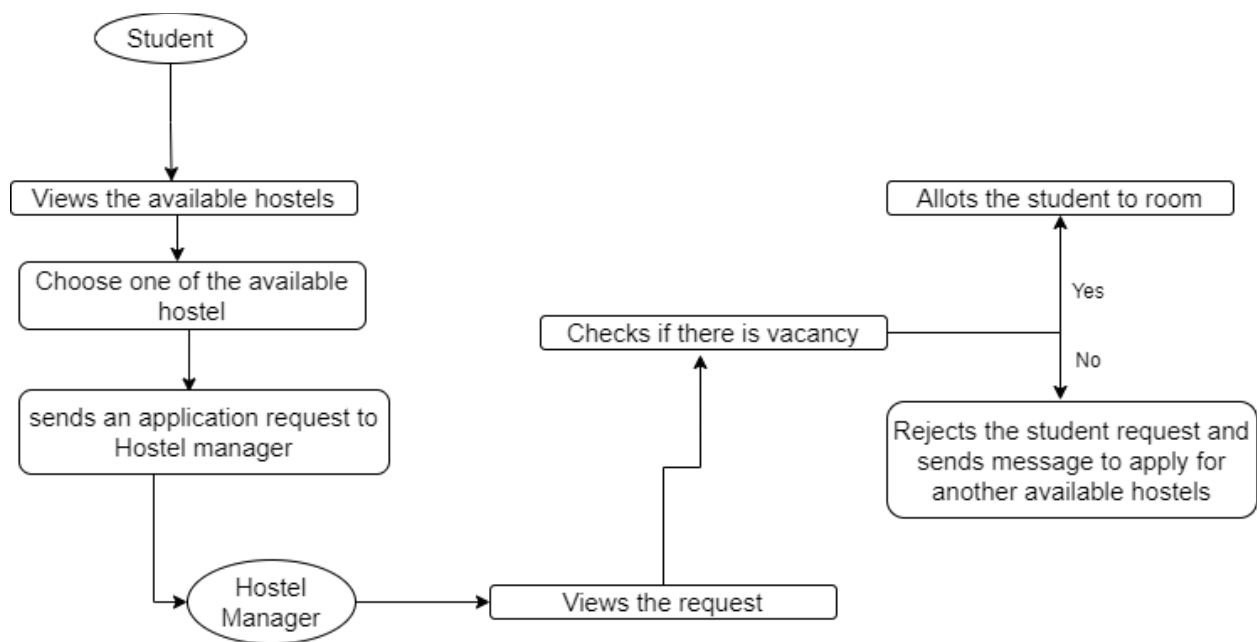 Student
Views the available hostels
Choose one of the available
hostel
sends an application request to
Hostel manager
Hostel
Manager
Views the request
Checks if there is vacancy
Yes
No
Allots the student to room
Rejects the student request and
sends message to apply for
another available hostels